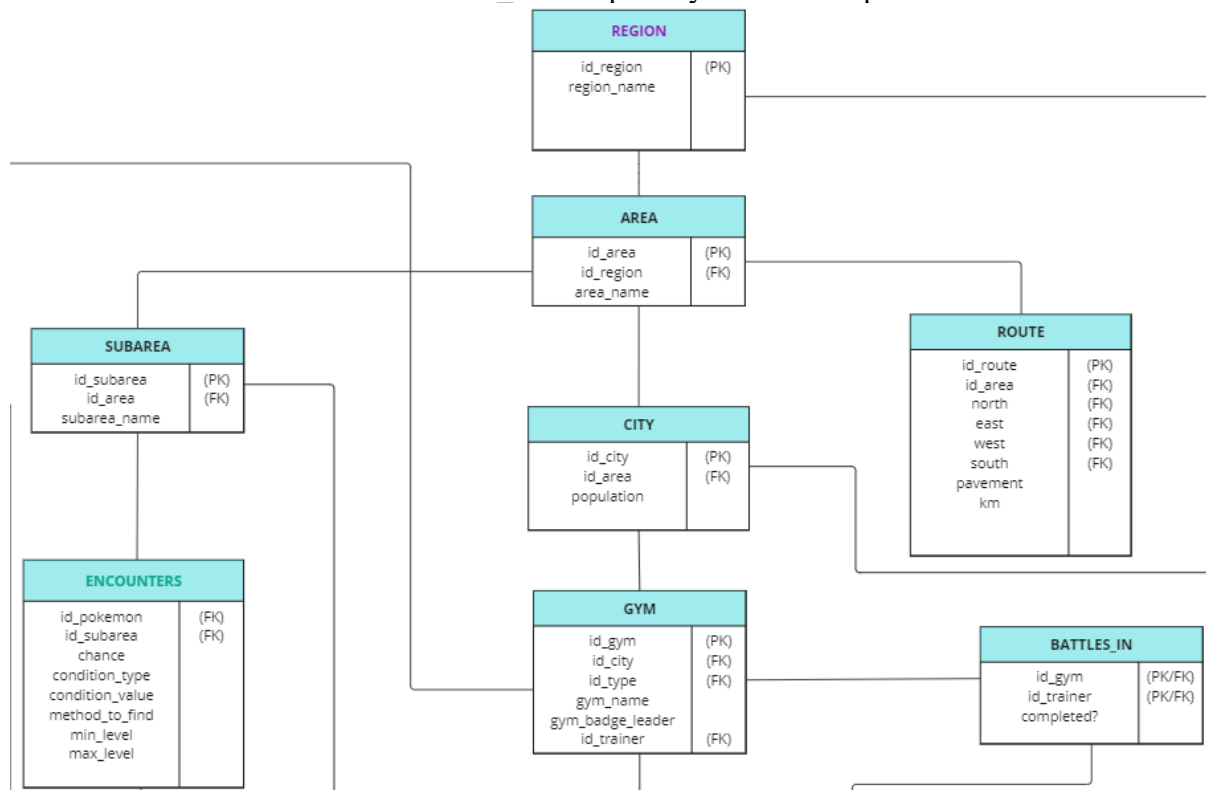 REGION
id_region (PK)
region_name
AREA
id_area (PK)
id_region (FK)
area_name
SUBAREA
id_subarea (PK)
id_area (FK)
subarea_name
ROUTE
id_route (PK)
id_area (FK)
north (FK)
east (FK)
west (FK)
south (FK)
pavement
km
CITY
id_city (PK)
id_area (FK)
population
ENCOUNTERS
id_pokemon (FK)
id_subarea (FK)
chance
condition_type
condition_value
method_to_find
min_level
max_level
GYM
id_gym (PK)
id_city (FK)
id_type (FK)
gym_name
gym_badge_leader
id_trainer (FK)
BATTLES_IN
id_gym (PK/FK)
id_trainer (PK/FK)
completed?